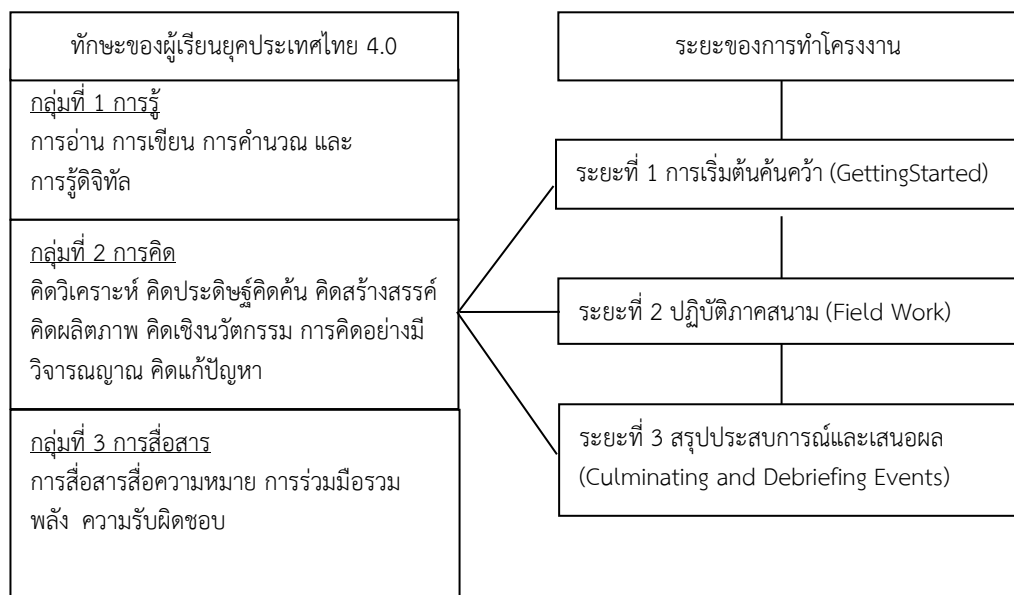 ทักษะของผู้เรียนยุคประเทศไทย 4.0
กลุ่มที่ 1 การรู้
การอ่าน การเขียน การคำนวณ และ
การรู้ดิจิทัล
กลุ่มที่ 2 การคิด
คิดวิเคราะห์ คิดประดิษฐ์คิดค้น คิดสร้างสรรค์
คิดผลิตภาพ คิดเชิงนวัตกรรม การคิดอย่างมี
วิจารณญาณ คิดแก้ปัญหา
กลุ่มที่ 3 การสื่อสาร
การสื่อสารสื่อความหมาย การร่วมมือรวม
พลัง ความรับผิดชอบ
ระยะของการทำโครงงาน
ระยะที่ 1 การเริ่มต้นค้นคว้า (GettingStarted)
ระยะที่ 2 ปฏิบัติภาคสนาม (Field Work)
ระยะที่ 3 สรุปประสบการณ์และเสนอผล
(Culminating and Debriefing Events)